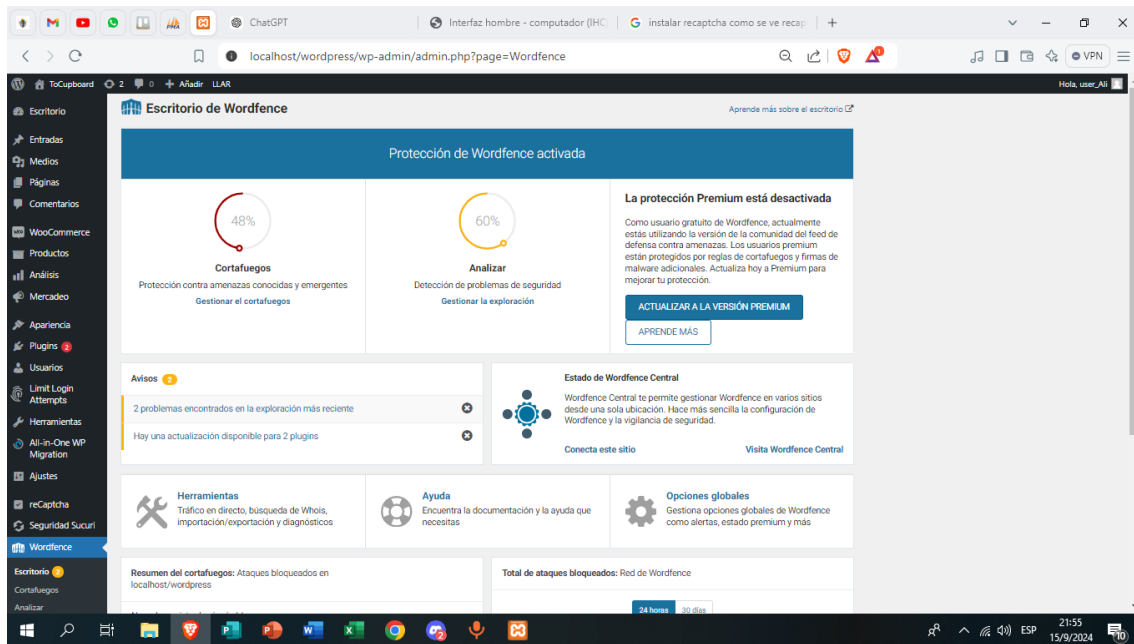 ChatGPT
Interfaz hombre - computador (IHC
instalar recaptcha como se ve recap
localhost/wordpress/wp-admin/admin.php?page=Wordfence
VPN
ToCupboard
2
0
Añadir
LLAR
Hola, user_Ali
Escritorio
Entradas
Medios
Páginas
Comentarios
WooCommerce
Productos
Análisis
Mercadeo
Apariencia
Plugins 2
Usuarios
Limit Login
Attempts
Herramientas
All-in-One WP
Migration
Ajustes
reCaptcha
Seguridad Sucuri
Wordfence
Escritorio 2
Cortafuegos
Analizar
Escritorio de Wordfence
Aprende más sobre el escritorio
Protección de Wordfence activada
48%
Cortafuegos
Protección contra amenazas conocidas y emergentes
Gestionar el cortafuegos
60%
Analizar
Detección de problemas de seguridad
Gestionar la exploración
La protección Premium está desactivada
Como usuario gratuito de Wordfence, actualmente
estás utilizando la versión de la comunidad del feed de
defensa contra amenazas. Los usuarios premium
están protegidos por reglas de cortafuegos y firmas de
malware adicionales. Actualiza hoy a Premium para
mejorar tu protección.
ACTUALIZAR A LA VERSIÓN PREMIUM
APRENDE MÁS
Avisos 2
2 problemas encontrados en la exploración más reciente
Hay una actualización disponible para 2 plugins
Estado de Wordfence Central
Wordfence Central te permite gestionar Wordfence en varios sitios
desde una sola ubicación. Hace más sencilla la configuración de
Wordfence y la vigilancia de seguridad.
Conecta este sitio
Visita Wordfence Central
Herramientas
Tráfico en directo, búsqueda de Whois,
importación/exportación y diagnósticos
Ayuda
Encuentra la documentación y la ayuda que
necesitas
Opciones globales
Gestiona opciones globales de Wordfence
como alertas, estado premium y más
Resumen del cortafuegos: Ataques bloqueados en
localhost/wordpress
Total de ataques bloqueados: Red de Wordfence
24 horas
30 días
ESP
21:55
15/9/2024
10